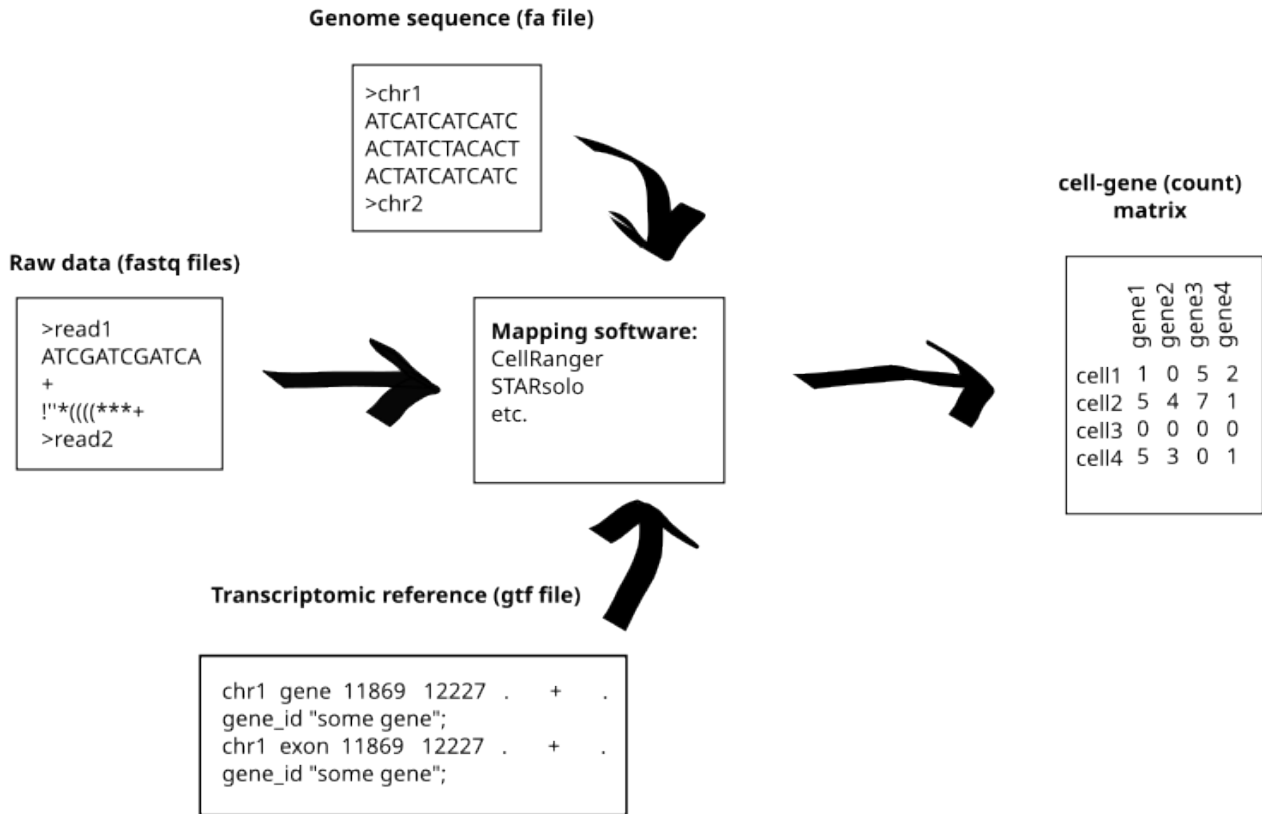 Genome sequence (fa file)
>chr1
ATCATCATCATC
ACTATCTACACT
ACTATCATCATC
>chr2
Raw data (fastq files)
>read1
ATCGATCGATCA
+
!''*((((***+
>read2
Mapping software:
CellRanger
STARsolo
etc.
Transcriptomic reference (gtf file)
chr1 gene 11869 12227 . + .
gene_id "some gene";
chr1 exon 11869 12227 . + .
gene_id "some gene";
cell-gene (count)
matrix
gene1 gene2 gene3 gene4
cell1 1 0 5 2
cell2 5 4 7 1
cell3 0 0 0 0
cell4 5 3 0 1